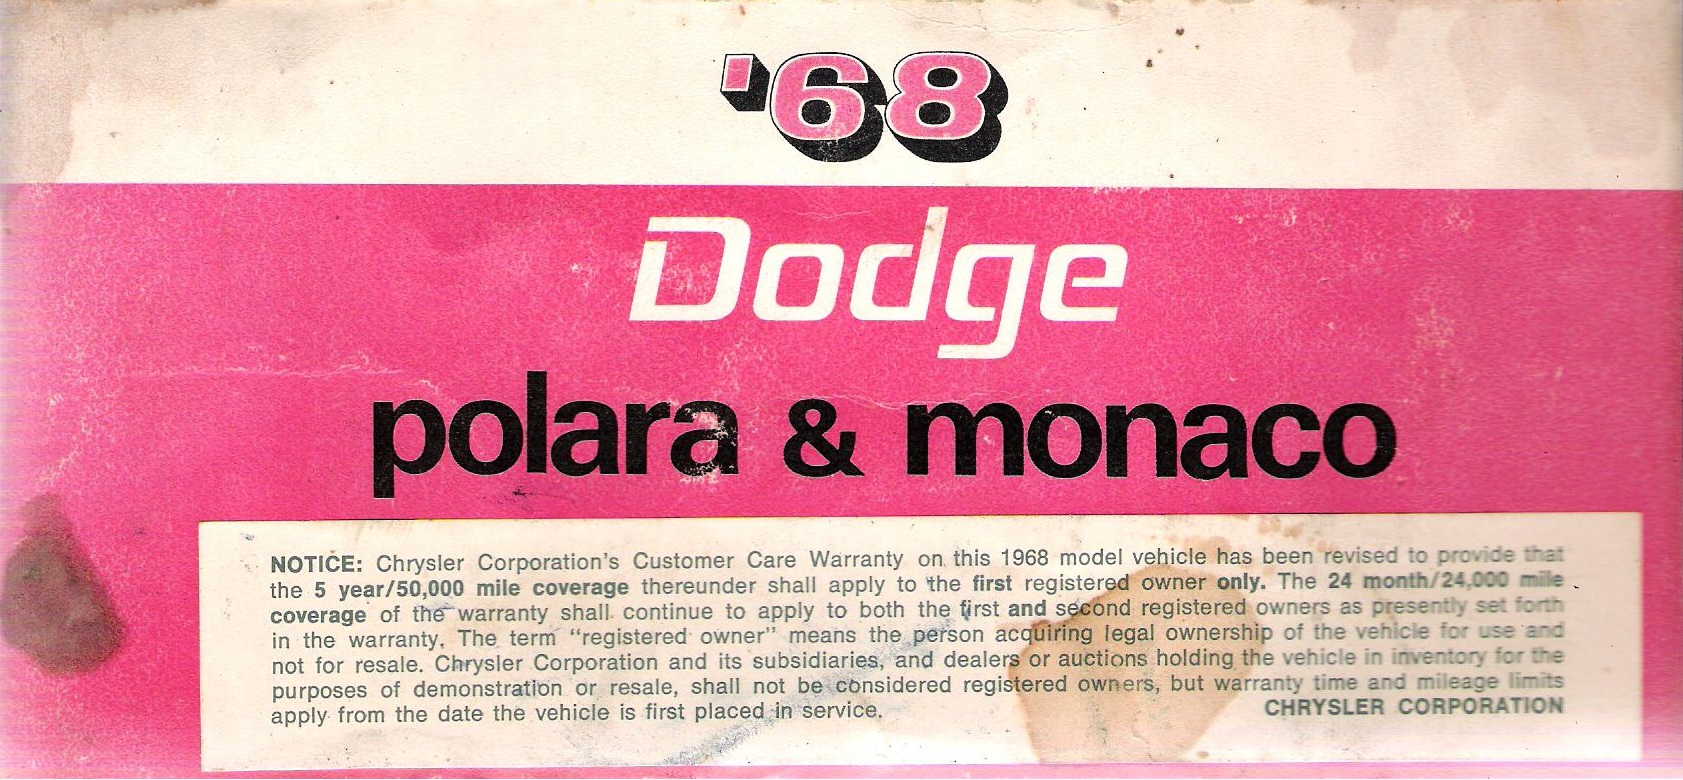 '68
Dodge
polara & monaco
NOTICE: Chrysler Corporation's Customer Care Warranty on this 1968 model vehicle has been revised to provide that
the 5 year/50,000 mile coverage thereunder shall apply to the first registered owner only. The 24 month/24,000 mile
coverage of the warranty shall continue to apply to both the first and second registered owners as presently set forth
in the warranty. The term "registered owner" means the person acquiring legal ownership of the vehicle for use and
not for resale. Chrysler Corporation and its subsidiaries, and dealers or auctions holding the vehicle in inventory for the
purposes of demonstration or resale, shall not be considered registered owners, but warranty time and mileage limits
apply from the date the vehicle is first placed in service. CHRYSLER CORPORATION